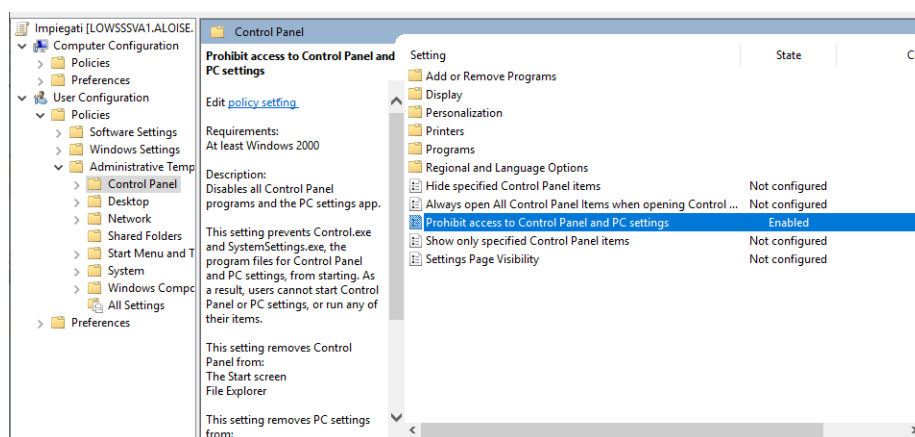 Impiegati [LOWSSSVA1.ALOISE.
Computer Configuration
Policies
Preferences
User Configuration
Policies
Software Settings
Windows Settings
Administrative Temp
Control Panel
Desktop
Network
Shared Folders
Start Menu and T
System
Windows Compo
All Settings
Preferences
Control Panel
Prohibit access to Control Panel and
PC settings
Edit policy setting
Requirements:
At least Windows 2000
Description:
Disables all Control Panel
programs and the PC settings app.
This setting prevents Control.exe
and SystemSettings.exe, the
program files for Control Panel
and PC settings, from starting. As
a result, users cannot start Control
Panel or PC settings, or run any of
their items.
This setting removes Control
Panel from:
The Start screen
File Explorer
This setting removes PC settings
from:
Setting State C
Add or Remove Programs
Display
Personalization
Printers
Programs
Regional and Language Options
Hide specified Control Panel items Not configured
Always open All Control Panel Items when opening Control ... Not configured
Prohibit access to Control Panel and PC settings Enabled
Show only specified Control Panel items Not configured
Settings Page Visibility Not configured